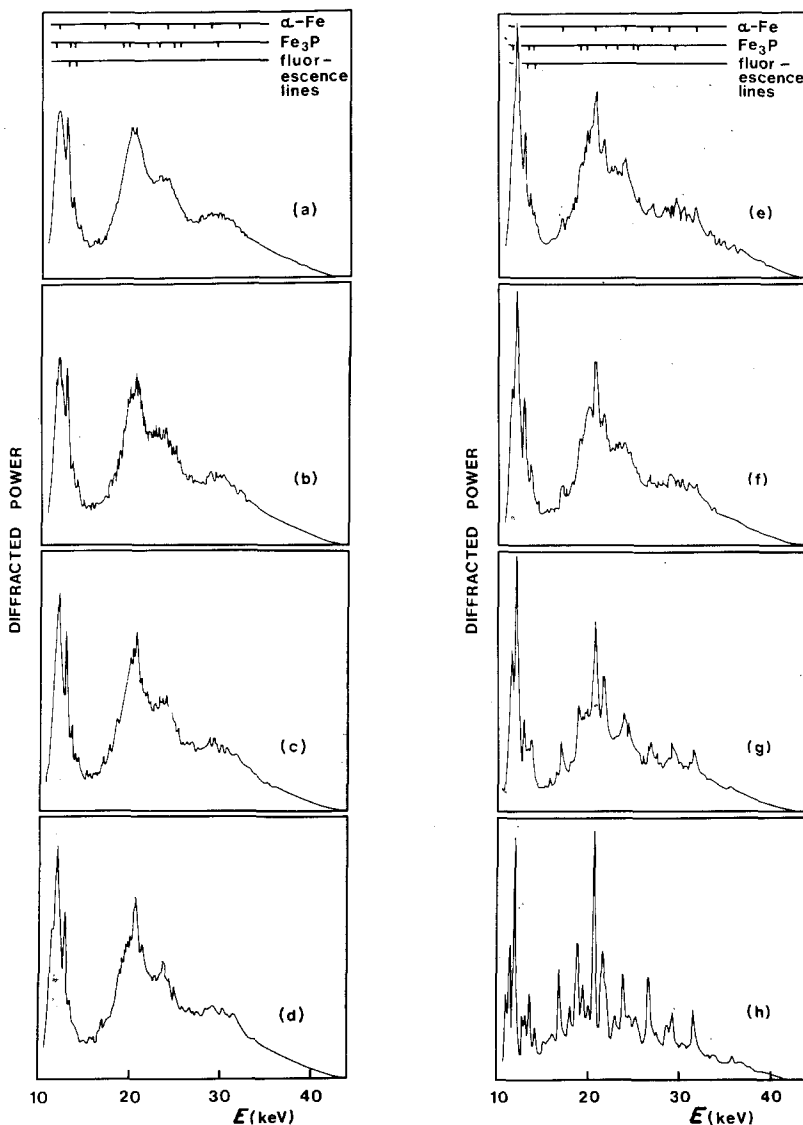 α-Fe
Fe₃P
fluor-
escence
lines
(a)
(b)
(c)
(d)
DIFFRACTED POWER
10 20 30 40
E (keV)
α-Fe
Fe₃P
fluor-
escence
lines
(e)
(f)
(g)
(h)
DIFFRACTED POWER
10 20 30 40
E (keV)